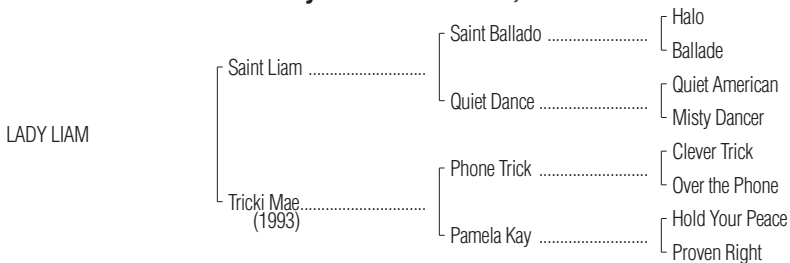 Halo
Saint Ballado ..........................
Ballade
Saint Liam ..............................
Quiet American
Quiet Dance ............................
Misty Dancer
LADY LIAM
Clever Trick
Phone Trick ............................
Over the Phone
Tricki Mae................................
(1993)
Hold Your Peace
Pamela Kay ............................
Proven Right